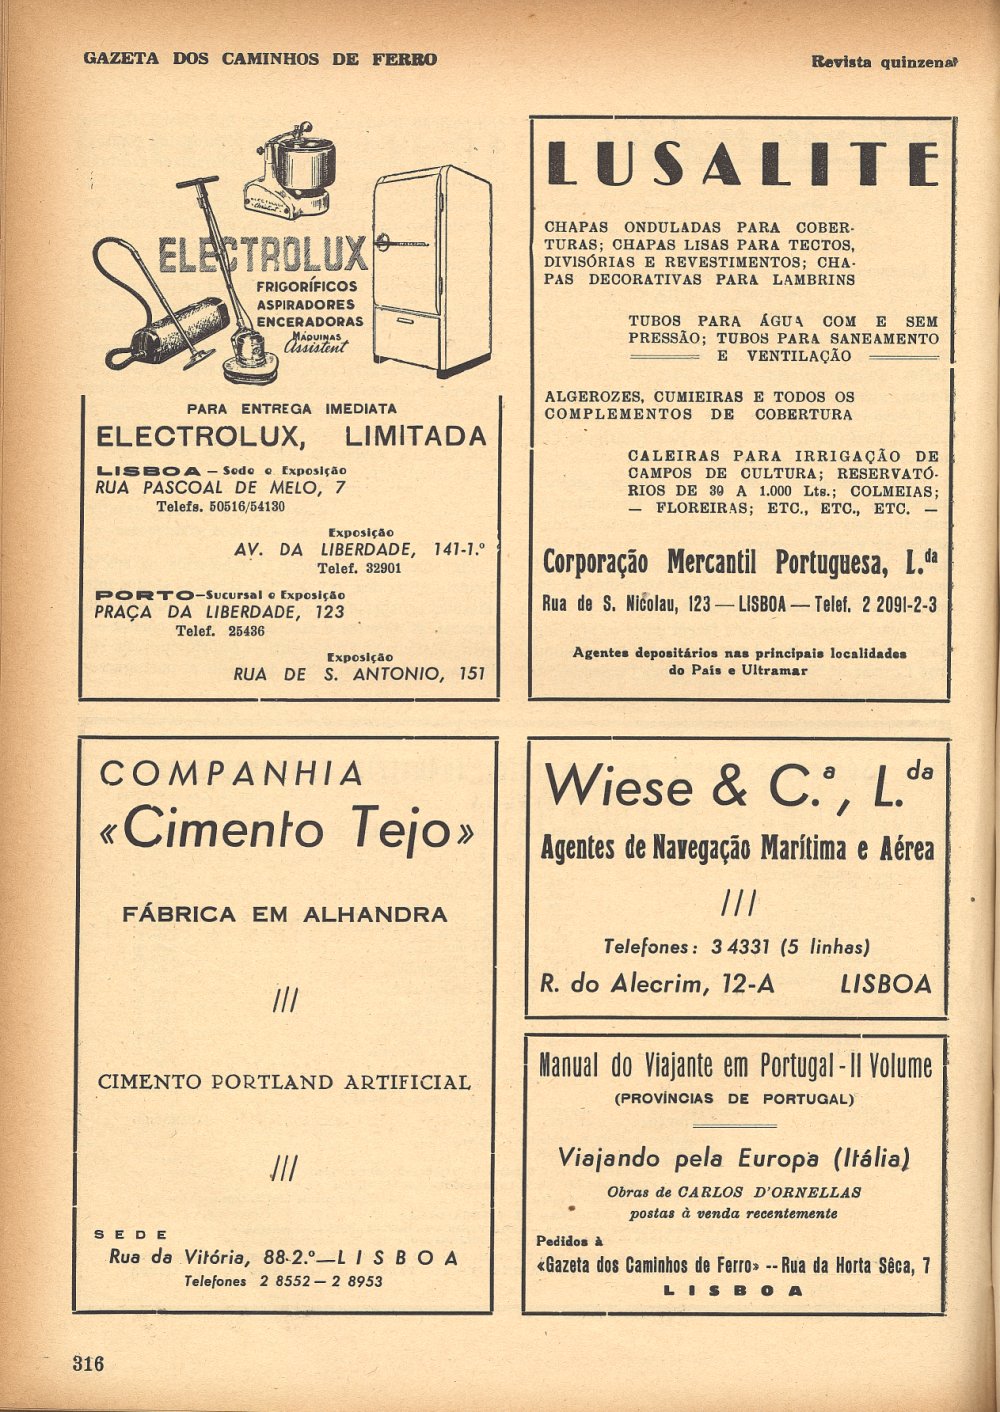 GAZETA DOS CAMINHOS DE FERRO
Revista quinzenal
ELECTROLUX
FRIGORÍFICOS
ASPIRADORES
ENCERADORAS
MÁQUINAS
Assistent
PARA ENTREGA IMEDIATA
ELECTROLUX, LIMITADA
LISBOA — Sede e Exposição
RUA PASCOAL DE MELO, 7
Telefs. 50516/54130
Exposição
AV. DA LIBERDADE, 141-1.º
Telef. 32901
PORTO—Sucursal e Exposição
PRAÇA DA LIBERDADE, 123
Telef. 25436
Exposição
RUA DE S. ANTONIO, 151
LUSALITE
CHAPAS ONDULADAS PARA COBER-
TURAS; CHAPAS LISAS PARA TECTOS,
DIVISÓRIAS E REVESTIMENTOS; CHA-
PAS DECORATIVAS PARA LAMBRINS
TUBOS PARA ÁGUA COM E SEM
PRESSÃO; TUBOS PARA SANEAMENTO
E VENTILAÇÃO
ALGEROZES, CUMIEIRAS E TODOS OS
COMPLEMENTOS DE COBERTURA
CALEIRAS PARA IRRIGAÇÃO DE
CAMPOS DE CULTURA; RESERVATÓ-
RIOS DE 30 A 1.000 Lts.; COLMEIAS;
— FLOREIRAS; ETC., ETC., ETC. —
Corporação Mercantil Portuguesa, L.da
Rua de S. Nicolau, 123 — LISBOA — Telef. 2 2091-2-3
Agentes depositários nas principais localidades
do País e Ultramar
COMPANHIA
«Cimento Tejo»
FÁBRICA EM ALHANDRA
///
CIMENTO PORTLAND ARTIFICIAL
///
SEDE
Rua da Vitória, 88-2.º—LISBOA
Telefones 2 8552 — 2 8953
Wiese & C.ª, L.da
Agentes de Navegação Marítima e Aérea
///
Telefones: 3 4331 (5 linhas)
R. do Alecrim, 12-A LISBOA
Manual do Viajante em Portugal - II Volume
(PROVÍNCIAS DE PORTUGAL)
Viajando pela Europa (Itália)
Obras de CARLOS D'ORNELLAS
postas à venda recentemente
Pedidos à
«Gazeta dos Caminhos de Ferro» -- Rua da Horta Sêca, 7
LISBOA
316